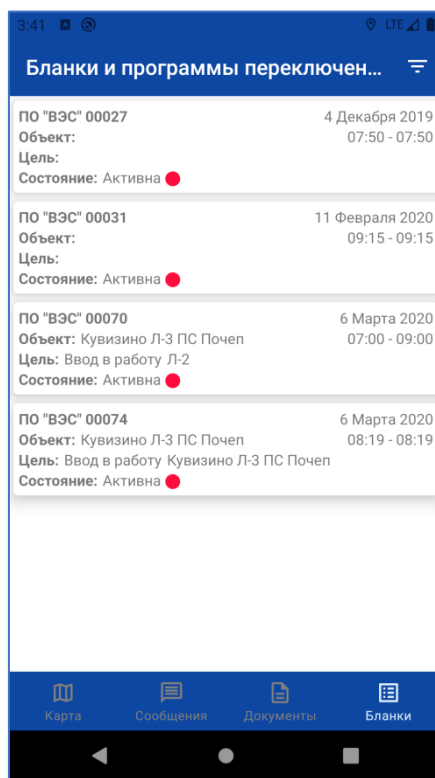 3:41 LTE
Бланки и программы переключен...
ПО "ВЭС" 00027 4 Декабря 2019
Объект: 07:50 - 07:50
Цель:
Состояние: Активна
ПО "ВЭС" 00031 11 Февраля 2020
Объект: 09:15 - 09:15
Цель:
Состояние: Активна
ПО "ВЭС" 00070 6 Марта 2020
Объект: Кувизино Л-3 ПС Почеп 07:00 - 09:00
Цель: Ввод в работу Л-2
Состояние: Активна
ПО "ВЭС" 00074 6 Марта 2020
Объект: Кувизино Л-3 ПС Почеп 08:19 - 08:19
Цель: Ввод в работу Кувизино Л-3 ПС Почеп
Состояние: Активна
Карта Сообщения Документы Бланки